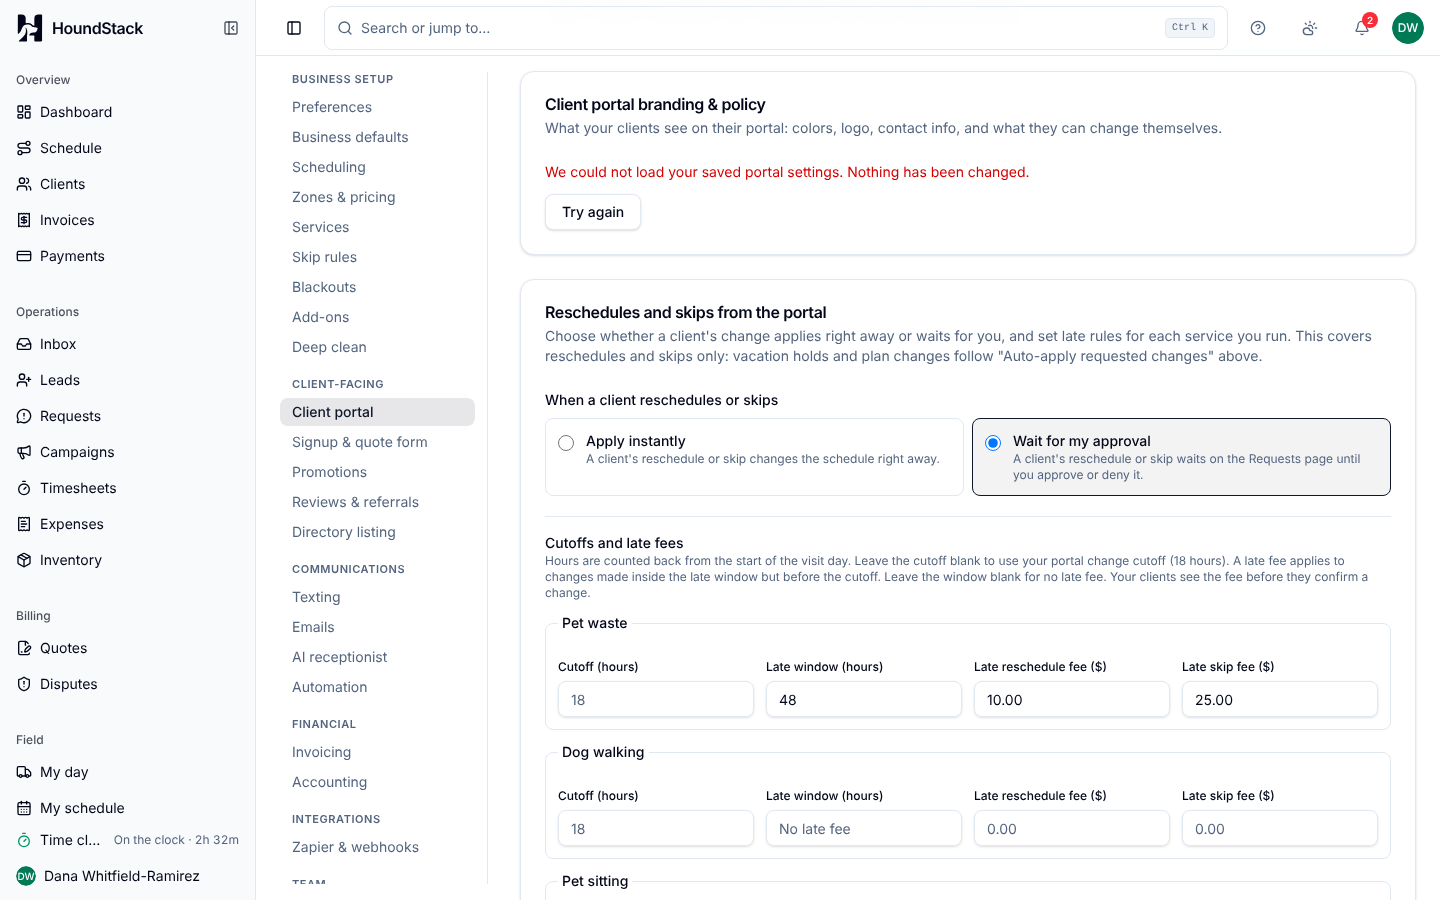 HoundStack
Search or jump to...
Ctrl K
2
DW
Overview
Dashboard
Schedule
Clients
Invoices
Payments
Operations
Inbox
Leads
Requests
Campaigns
Timesheets
Expenses
Inventory
Billing
Quotes
Disputes
Field
My day
My schedule
Time cl... On the clock · 2h 32m
DW Dana Whitfield-Ramirez
BUSINESS SETUP
Preferences
Business defaults
Scheduling
Zones & pricing
Services
Skip rules
Blackouts
Add-ons
Deep clean
CLIENT-FACING
Client portal
Signup & quote form
Promotions
Reviews & referrals
Directory listing
COMMUNICATIONS
Texting
Emails
AI receptionist
Automation
FINANCIAL
Invoicing
Accounting
INTEGRATIONS
Zapier & webhooks
TEAM
Client portal branding & policy
What your clients see on their portal: colors, logo, contact info, and what they can change themselves.
We could not load your saved portal settings. Nothing has been changed.
Try again
Reschedules and skips from the portal
Choose whether a client's change applies right away or waits for you, and set late rules for each service you run. This covers
reschedules and skips only: vacation holds and plan changes follow "Auto-apply requested changes" above.
When a client reschedules or skips
Apply instantly
A client's reschedule or skip changes the schedule right away.
Wait for my approval
A client's reschedule or skip waits on the Requests page until
you approve or deny it.
Cutoffs and late fees
Hours are counted back from the start of the visit day. Leave the cutoff blank to use your portal change cutoff (18 hours). A late fee applies to
changes made inside the late window but before the cutoff. Leave the window blank for no late fee. Your clients see the fee before they confirm a
change.
Pet waste
Cutoff (hours) Late window (hours) Late reschedule fee ($) Late skip fee ($)
18 48 10.00 25.00
Dog walking
Cutoff (hours) Late window (hours) Late reschedule fee ($) Late skip fee ($)
18 No late fee 0.00 0.00
Pet sitting